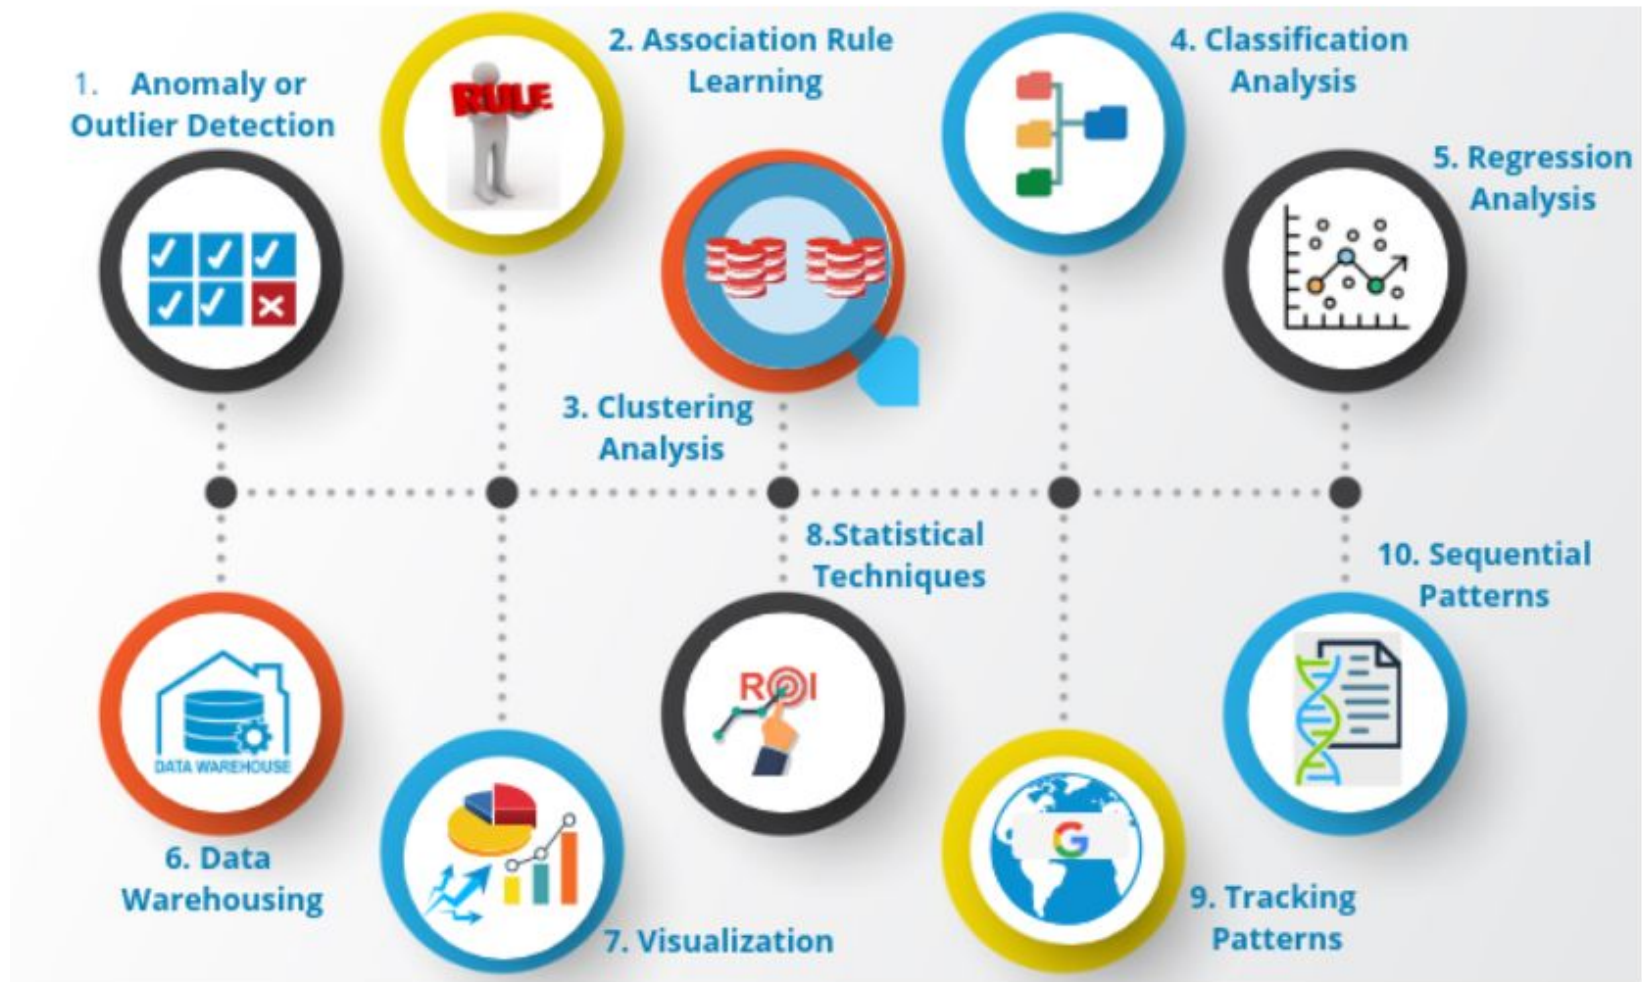 1. Anomaly or
Outlier Detection
RULE
2. Association Rule
Learning
3. Clustering
Analysis
4. Classification
Analysis
5. Regression
Analysis
DATA WAREHOUSE
6. Data
Warehousing
7. Visualization
8.Statistical
Techniques
ROI
G
9. Tracking
Patterns
10. Sequential
Patterns